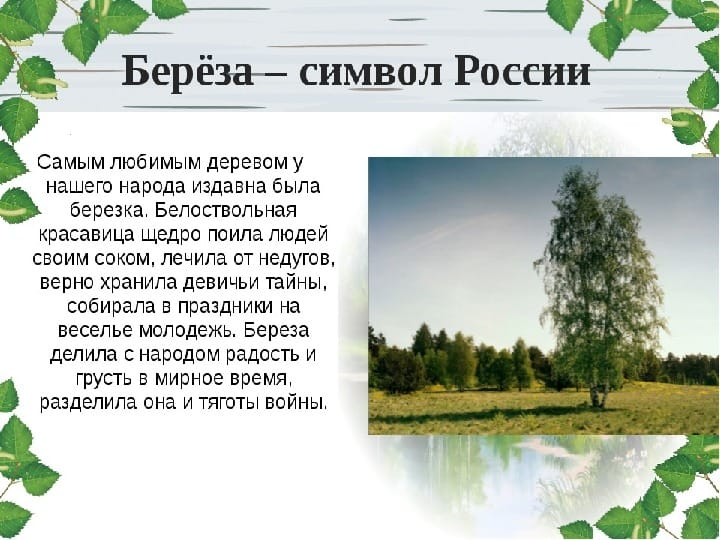 Берёза – символ России
Самым любимым деревом у
нашего народа издавна была
березка. Белоствольная
красавица щедро поила людей
своим соком, лечила от недугов,
верно хранила девичьи тайны,
собирала в праздники на
веселье молодежь. Береза
делила с народом радость и
грусть в мирное время,
разделила она и тяготы войны.